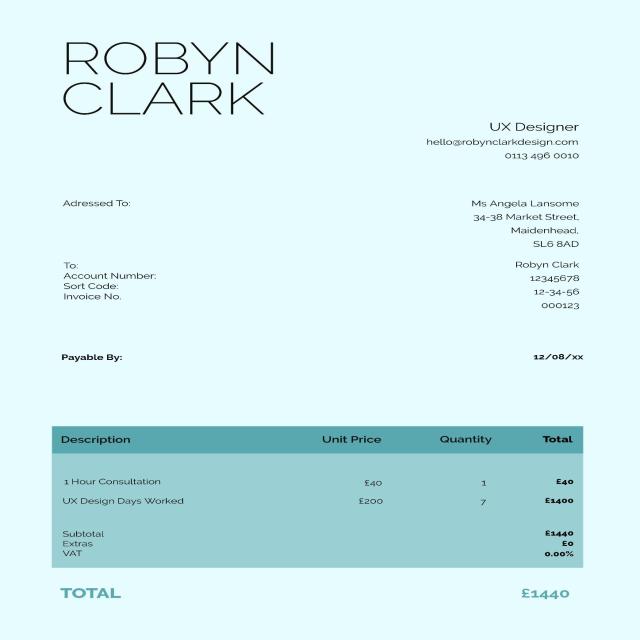 ROBYN
CLARK
UX Designer
hello@robynclarkdesign.com
0113 496 0010
Adressed To:
Ms Angela Lansome
34-38 Market Street,
Maidenhead,
SL6 8AD
To: Robyn Clark
Account Number: 12345678
Sort Code: 12-34-56
Invoice No. 000123
Payable By: 12/08/xx
Description Unit Price Quantity Total
1 Hour Consultation £40 1 £40
UX Design Days Worked £200 7 £1400
Subtotal £1440
Extras £0
VAT 0.00%
TOTAL £1440